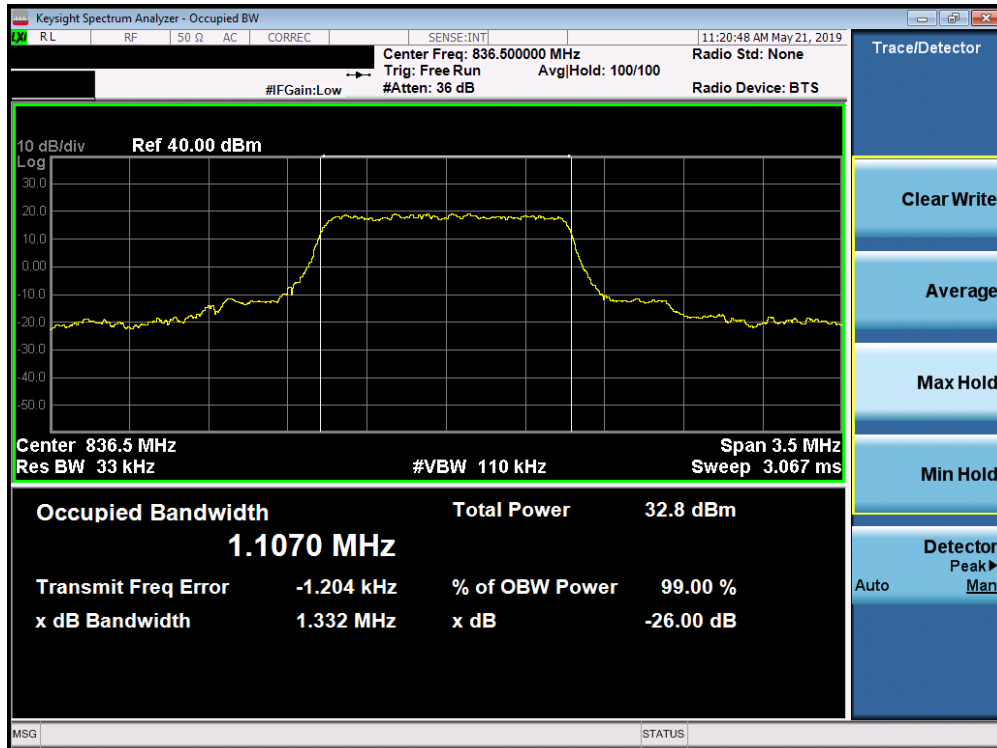 Keysight Spectrum Analyzer - Occupied BW
LXI RL RF 50 Ω AC CORREC SENSE:INT 11:20:48 AM May 21, 2019
Center Freq: 836.500000 MHz Radio Std: None
Trig: Free Run Avg|Hold: 100/100
#IFGain:Low #Atten: 36 dB Radio Device: BTS
10 dB/div Ref 40.00 dBm
Log
30.0
20.0
10.0
0.00
-10.0
-20.0
-30.0
-40.0
-50.0
Center 836.5 MHz Span 3.5 MHz
Res BW 33 kHz #VBW 110 kHz Sweep 3.067 ms
Occupied Bandwidth Total Power 32.8 dBm
1.1070 MHz
Transmit Freq Error -1.204 kHz % of OBW Power 99.00 %
x dB Bandwidth 1.332 MHz x dB -26.00 dB
MSG STATUS
Trace/Detector
Clear Write
Average
Max Hold
Min Hold
Detector
Peak▶
Auto Man